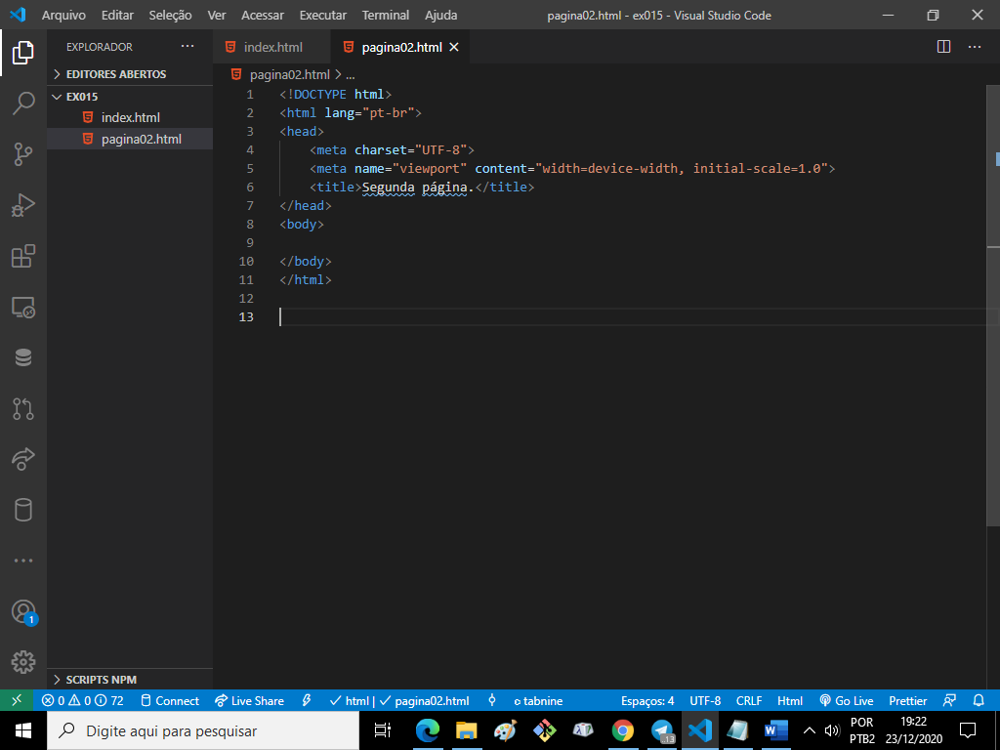 Arquivo Editar Seleção Ver Acessar Executar Terminal Ajuda pagina02.html - ex015 - Visual Studio Code
EXPLORADOR ...
EDITORES ABERTOS
EX015
index.html
pagina02.html
SCRIPTS NPM
index.html pagina02.html
pagina02.html > ...
1 <!DOCTYPE html>
2 <html lang="pt-br">
3 <head>
4 <meta charset="UTF-8">
5 <meta name="viewport" content="width=device-width, initial-scale=1.0">
6 <title>Segunda página.</title>
7 </head>
8 <body>
9
10 </body>
11 </html>
12
13
1
0 0 72 Connect Live Share html | pagina02.html tabnine Espaços: 4 UTF-8 CRLF Html Go Live Prettier
Digite aqui para pesquisar
13
POR
PTB2
19:22
23/12/2020